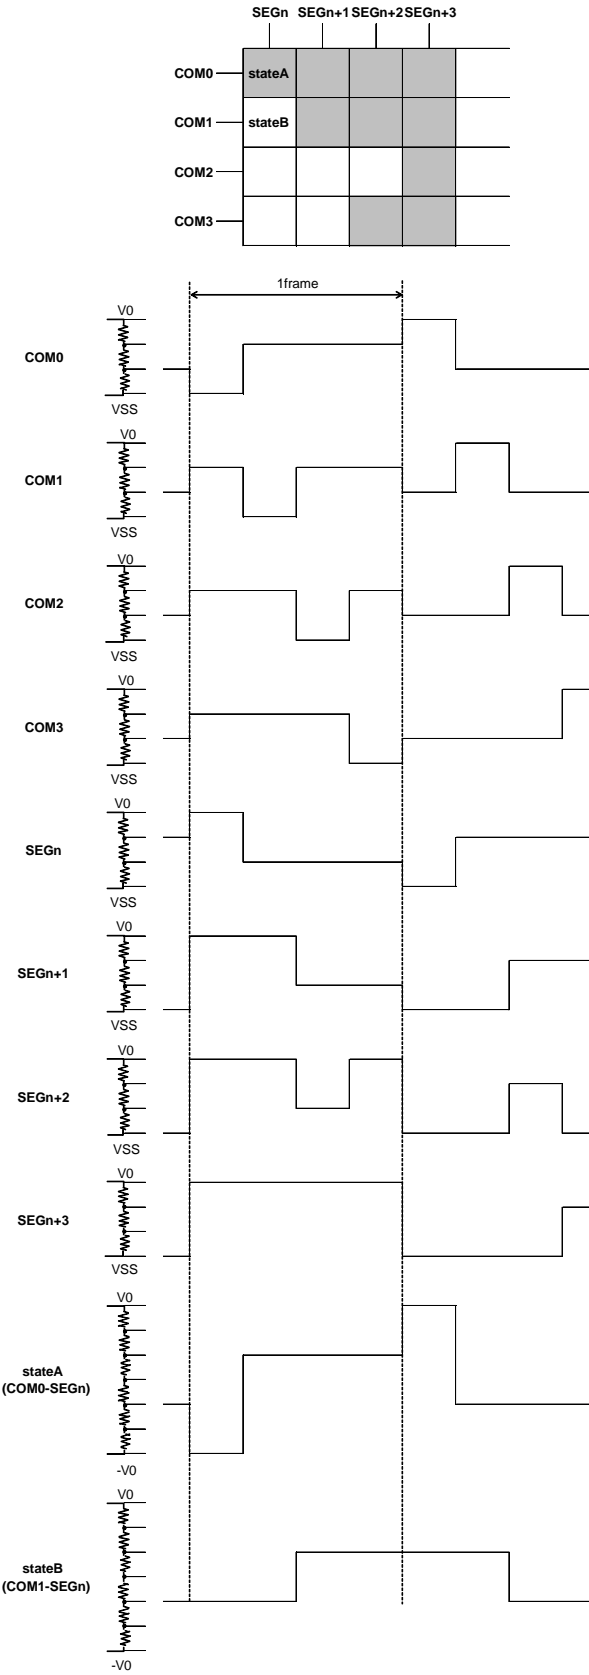 SEGn SEGn+1 SEGn+2 SEGn+3
COM0 stateA
COM1 stateB
COM2
COM3
1frame
V0
COM0
VSS
V0
COM1
VSS
V0
COM2
VSS
V0
COM3
VSS
V0
SEGn
VSS
V0
SEGn+1
VSS
V0
SEGn+2
VSS
V0
SEGn+3
VSS
V0
stateA
(COM0-SEGn)
-V0
V0
stateB
(COM1-SEGn)
-V0